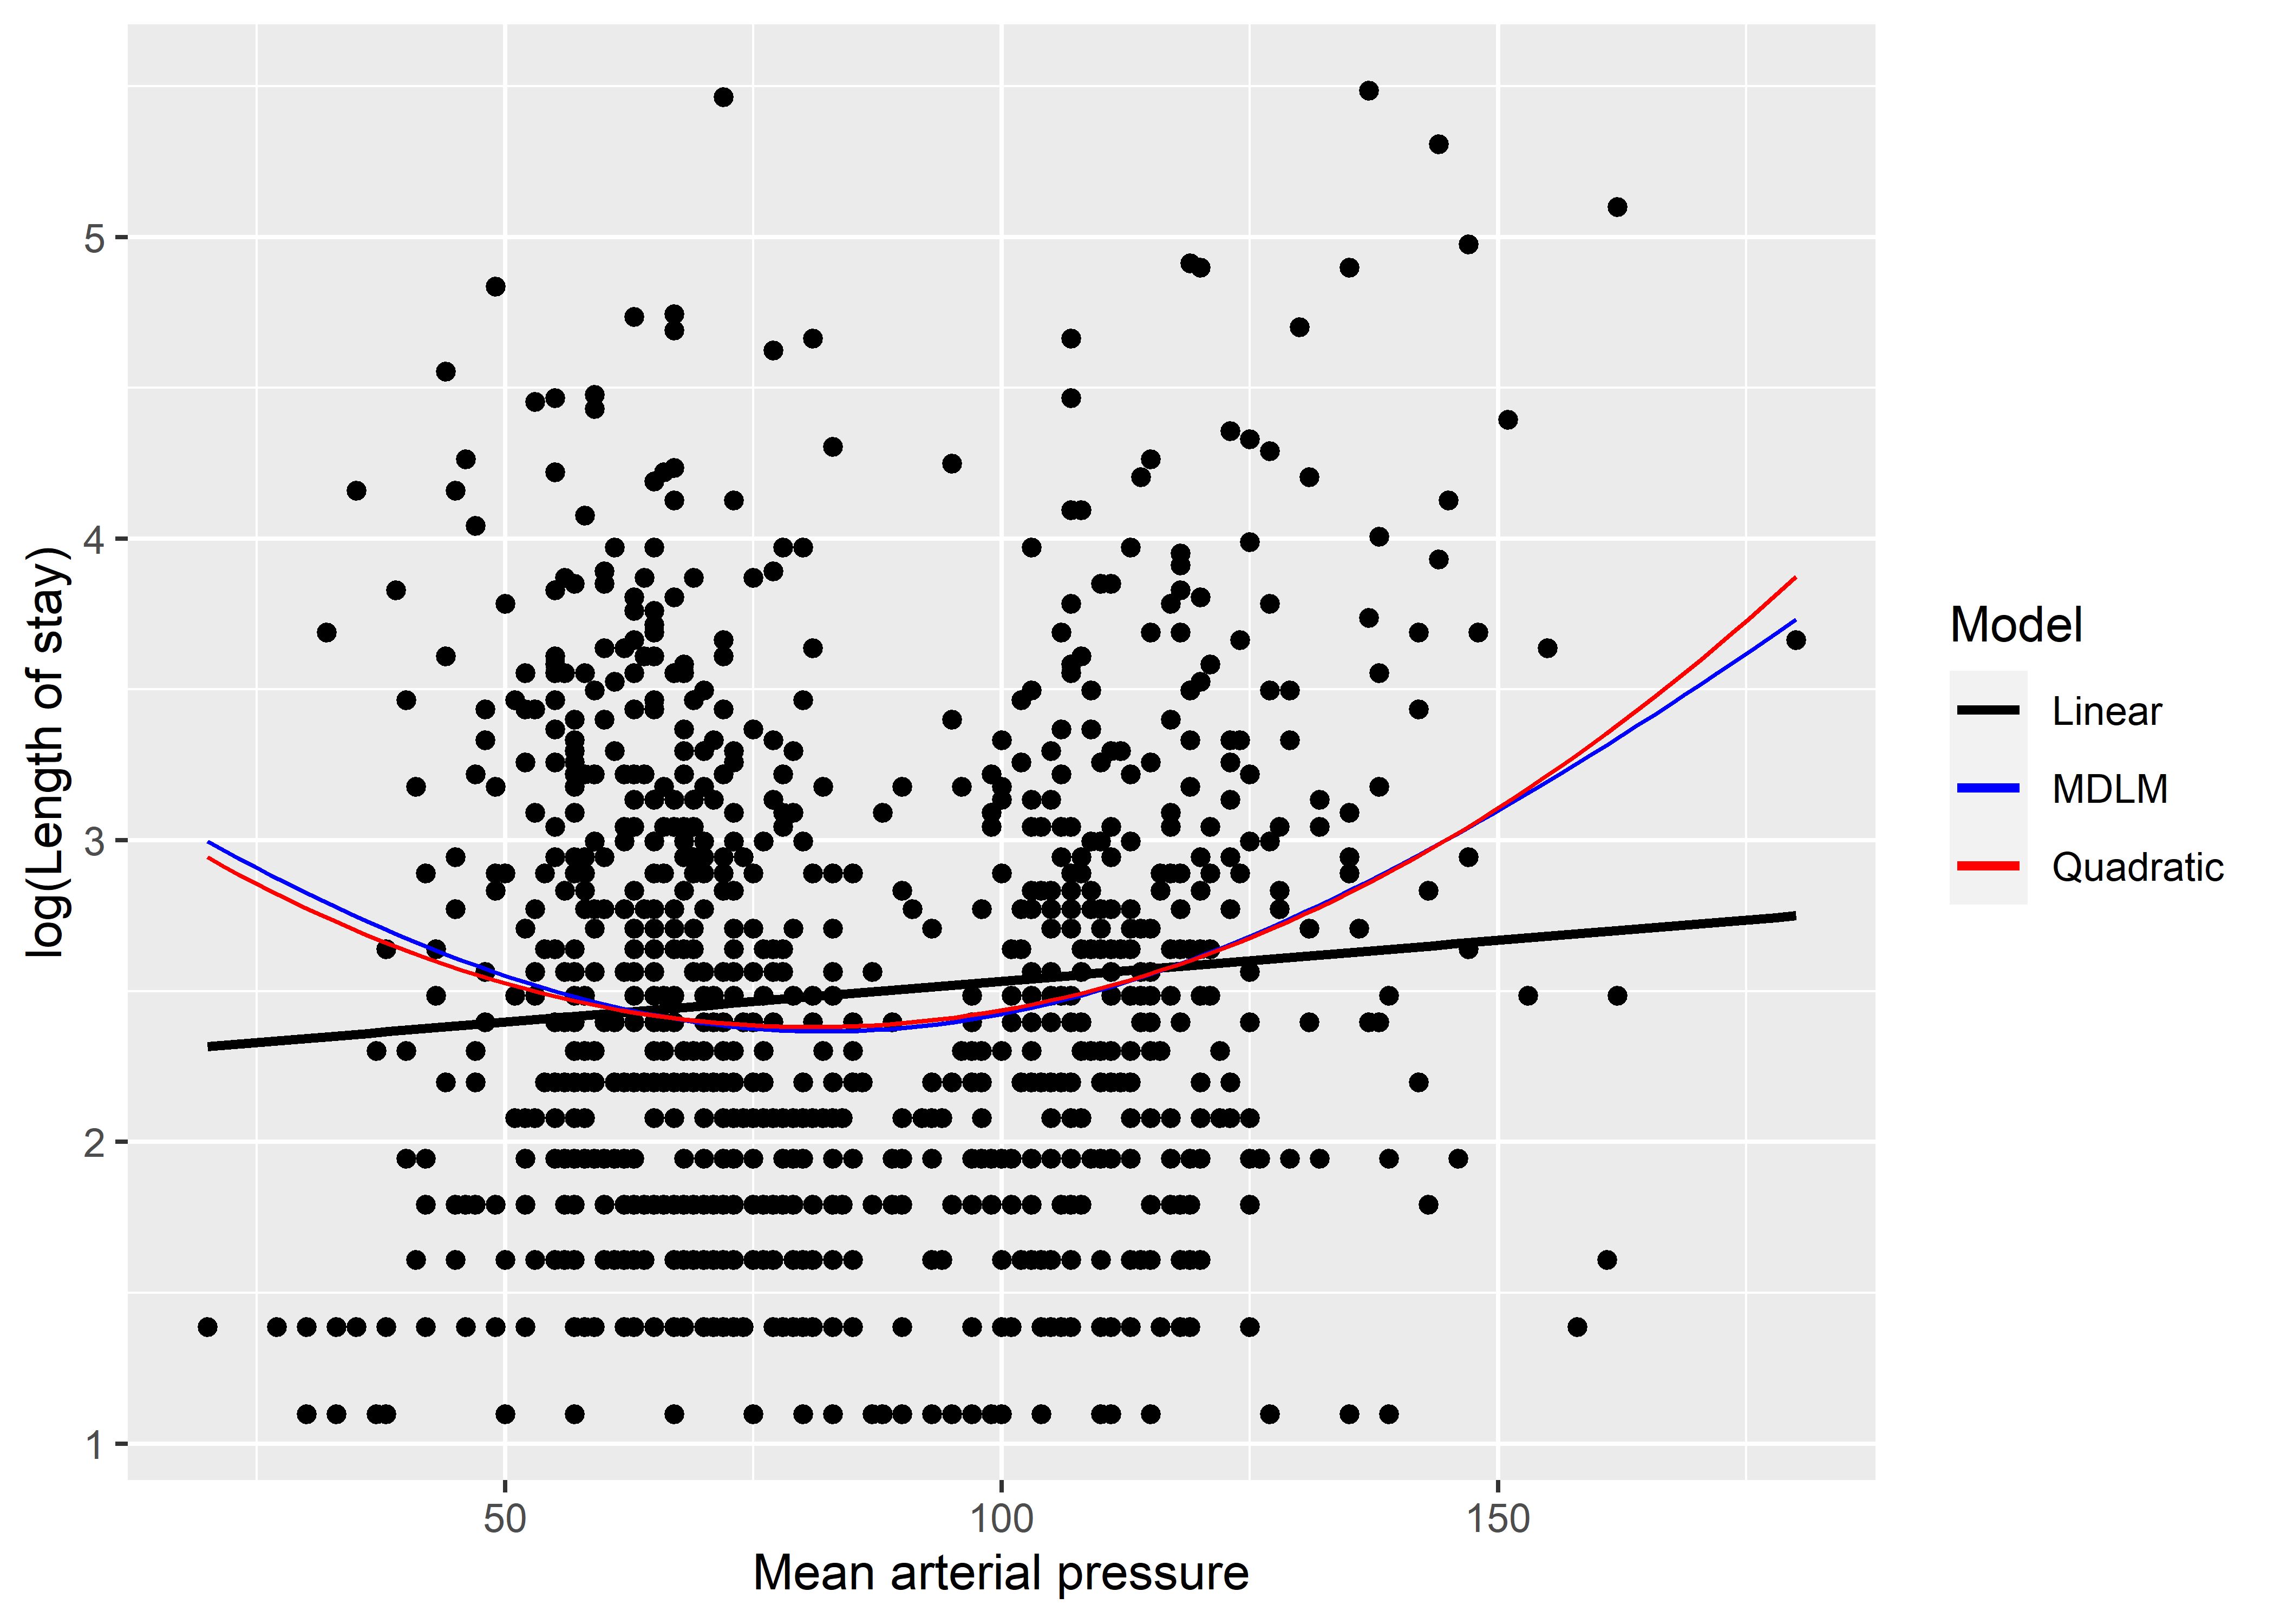 5
4
3
2
1
log(Length of stay)
50
100
150
Mean arterial pressure
Model
Linear
MDLM
Quadratic